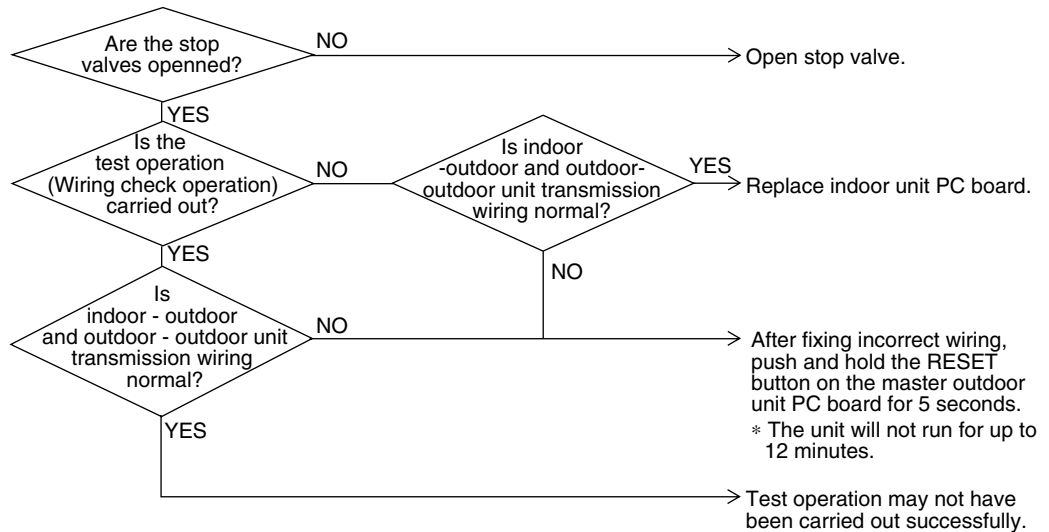 Are the stop
valves openned?
NO
Open stop valve.
YES
Is the
test operation
(Wiring check operation)
carried out?
NO
Is indoor
-outdoor and outdoor-
outdoor unit transmission
wiring normal?
YES
Replace indoor unit PC board.
YES
NO
Is
indoor - outdoor
and outdoor - outdoor unit
transmission wiring
normal?
NO
After fixing incorrect wiring,
push and hold the RESET
button on the master outdoor
unit PC board for 5 seconds.
* The unit will not run for up to
12 minutes.
YES
Test operation may not have
been carried out successfully.